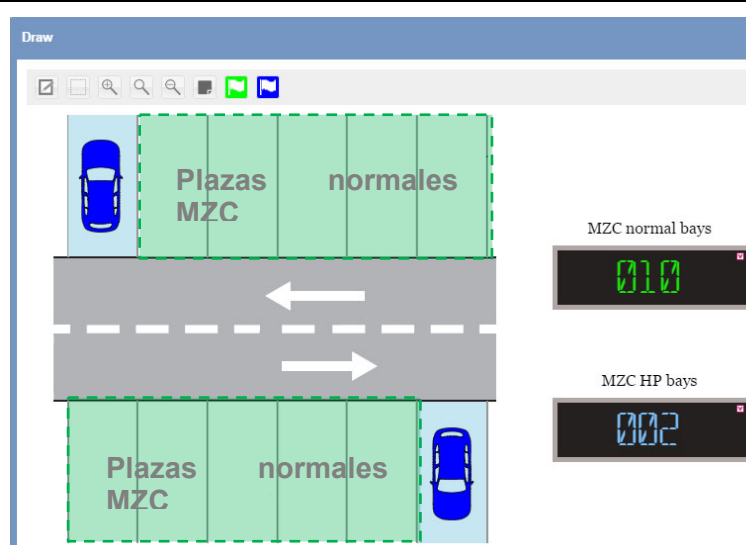 Draw
Plazas normales
MZC
MZC normal bays
010
MZC HP bays
002
Plazas normales
MZC